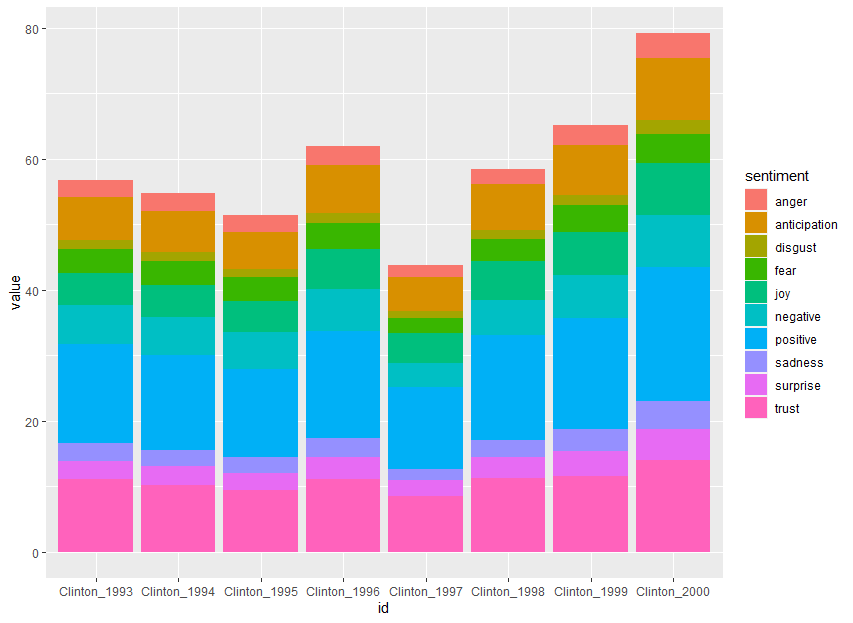 80
60
40
20
0
value
Clinton_1993 Clinton_1994 Clinton_1995 Clinton_1996 Clinton_1997 Clinton_1998 Clinton_1999 Clinton_2000
id
sentiment
anger
anticipation
disgust
fear
joy
negative
positive
sadness
surprise
trust